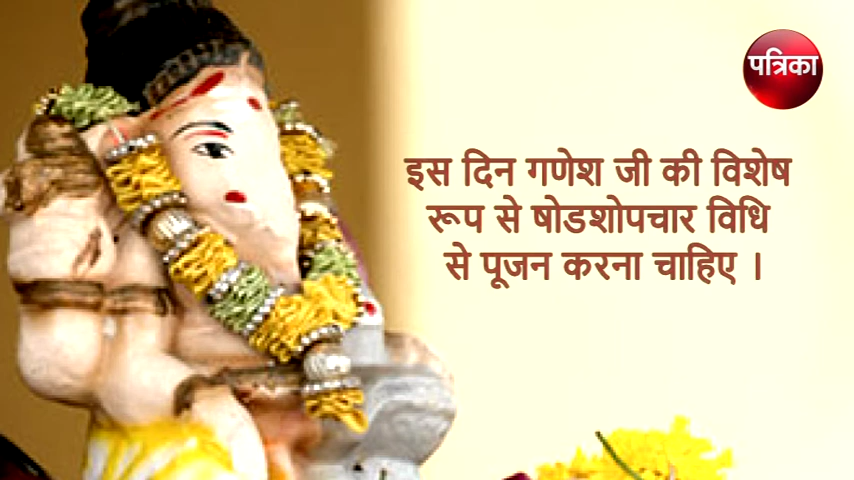 पत्रिका
इस दिन गणेश जी की विशेष
रूप से षोडशोपचार विधि
से पूजन करना चाहिए ।